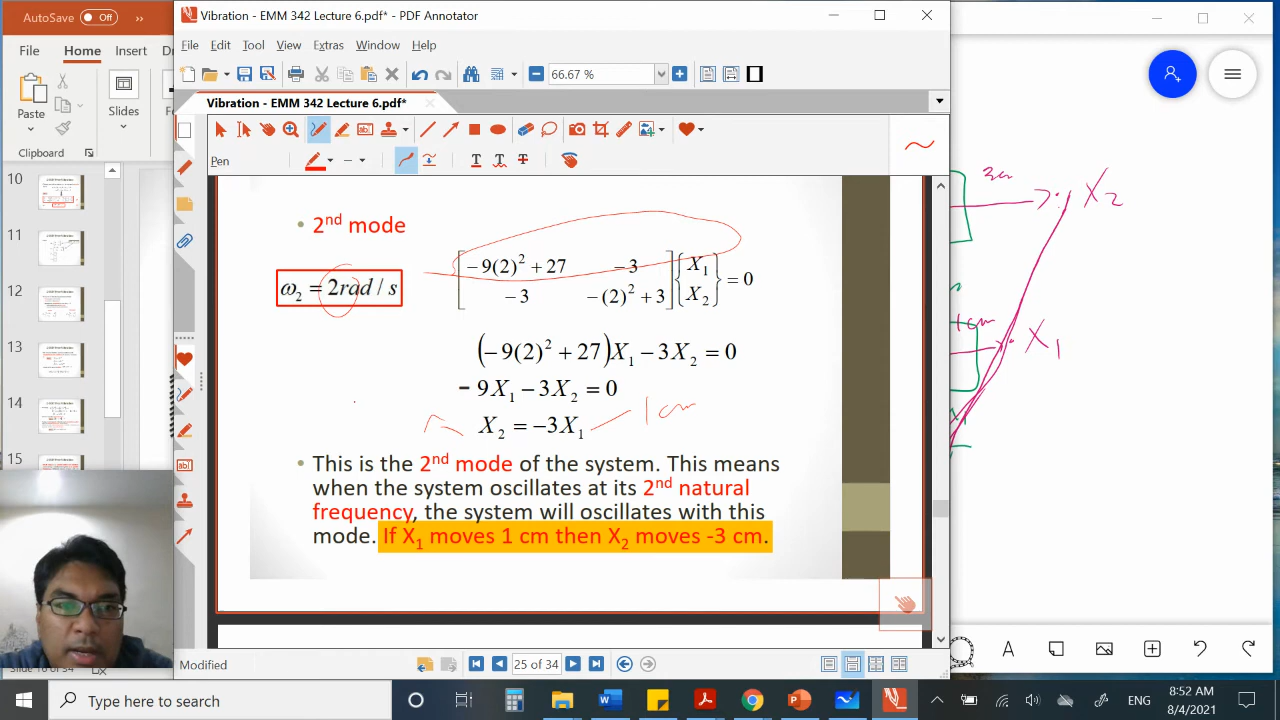 AutoSave Off
File Home Insert D
Paste
Slides
Clipboard
10
11
12
13
14
15
Vibration - EMM 342 Lecture 6.pdf* - PDF Annotator
File Edit Tool View Extras Window Help
66.67 %
Vibration - EMM 342 Lecture 6.pdf*
Pen
• 2nd mode
ω₂ = 2rad / s
[−9(2)² + 27 −3] {X₁}
[−3 −(2)² + 3] {X₂} = 0
(−9(2)² + 27)X₁ − 3X₂ = 0
- 9X₁ − 3X₂ = 0
X₂ = −3X₁
1 cm
• This is the 2nd mode of the system. This means
when the system oscillates at its 2nd natural
frequency, the system will oscillates with this
mode. If X₁ moves 1 cm then X₂ moves -3 cm.
X₂
1cm
X₁
Modified
25 of 34
Type here to search
ENG
8:52 AM
8/4/2021